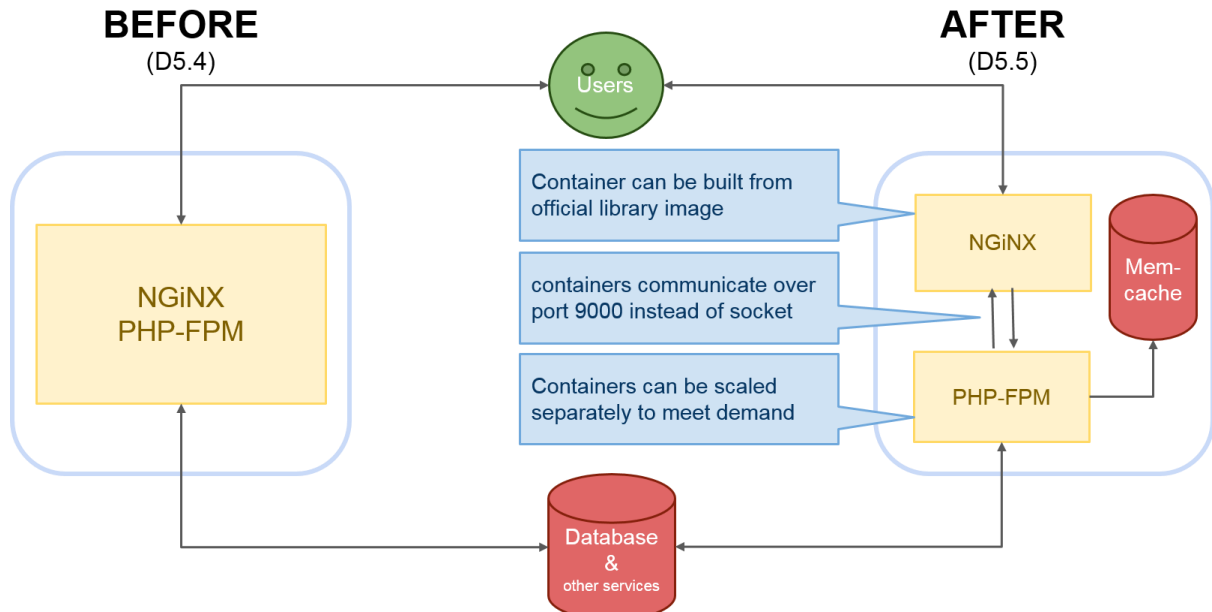 BEFORE
(D5.4)
AFTER
(D5.5)
Users
Container can be built from
official library image
NGiNX
NGiNX
PHP-FPM
Mem-
cache
containers communicate over
port 9000 instead of socket
Containers can be scaled
separately to meet demand
PHP-FPM
Database
&
other services